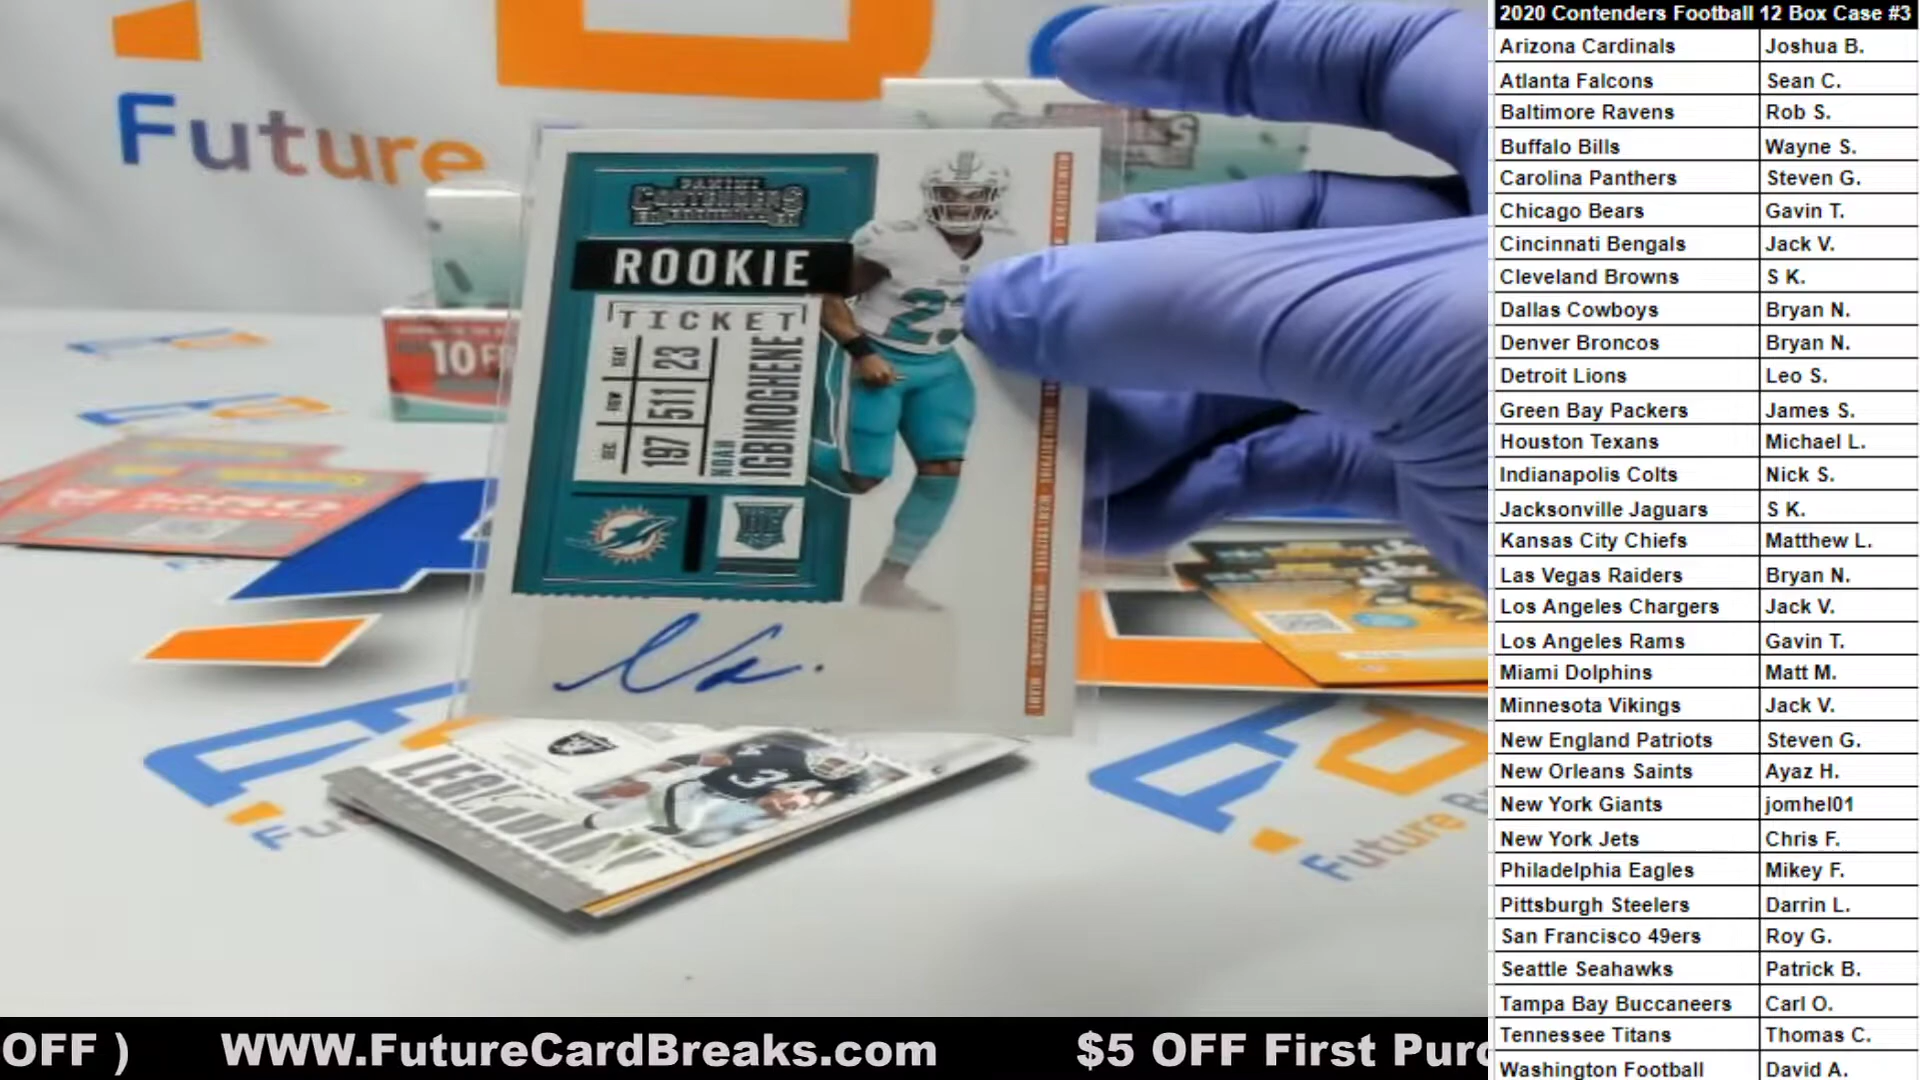 Future
PANINI
CONTENDERS
ROOKIE
TICKET
SEAT 23
ROW 511
SEC 197
NOAH
IGBINOGHENE
10
LEGENDARY
34
Future
2020 Contenders Football 12 Box Case #3
Arizona Cardinals Joshua B.
Atlanta Falcons Sean C.
Baltimore Ravens Rob S.
Buffalo Bills Wayne S.
Carolina Panthers Steven G.
Chicago Bears Gavin T.
Cincinnati Bengals Jack V.
Cleveland Browns S K.
Dallas Cowboys Bryan N.
Denver Broncos Bryan N.
Detroit Lions Leo S.
Green Bay Packers James S.
Houston Texans Michael L.
Indianapolis Colts Nick S.
Jacksonville Jaguars S K.
Kansas City Chiefs Matthew L.
Las Vegas Raiders Bryan N.
Los Angeles Chargers Jack V.
Los Angeles Rams Gavin T.
Miami Dolphins Matt M.
Minnesota Vikings Jack V.
New England Patriots Steven G.
New Orleans Saints Ayaz H.
New York Giants jomhel01
New York Jets Chris F.
Philadelphia Eagles Mikey F.
Pittsburgh Steelers Darrin L.
San Francisco 49ers Roy G.
Seattle Seahawks Patrick B.
Tampa Bay Buccaneers Carl O.
Tennessee Titans Thomas C.
Washington Football David A.
OFF ) WWW.FutureCardBreaks.com $5 OFF First Purc